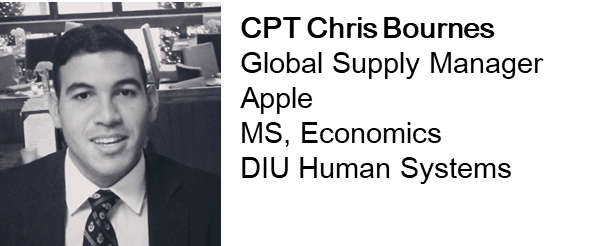 CPT Chris Bournes
Global Supply Manager
Apple
MS, Economics
DIU Human Systems